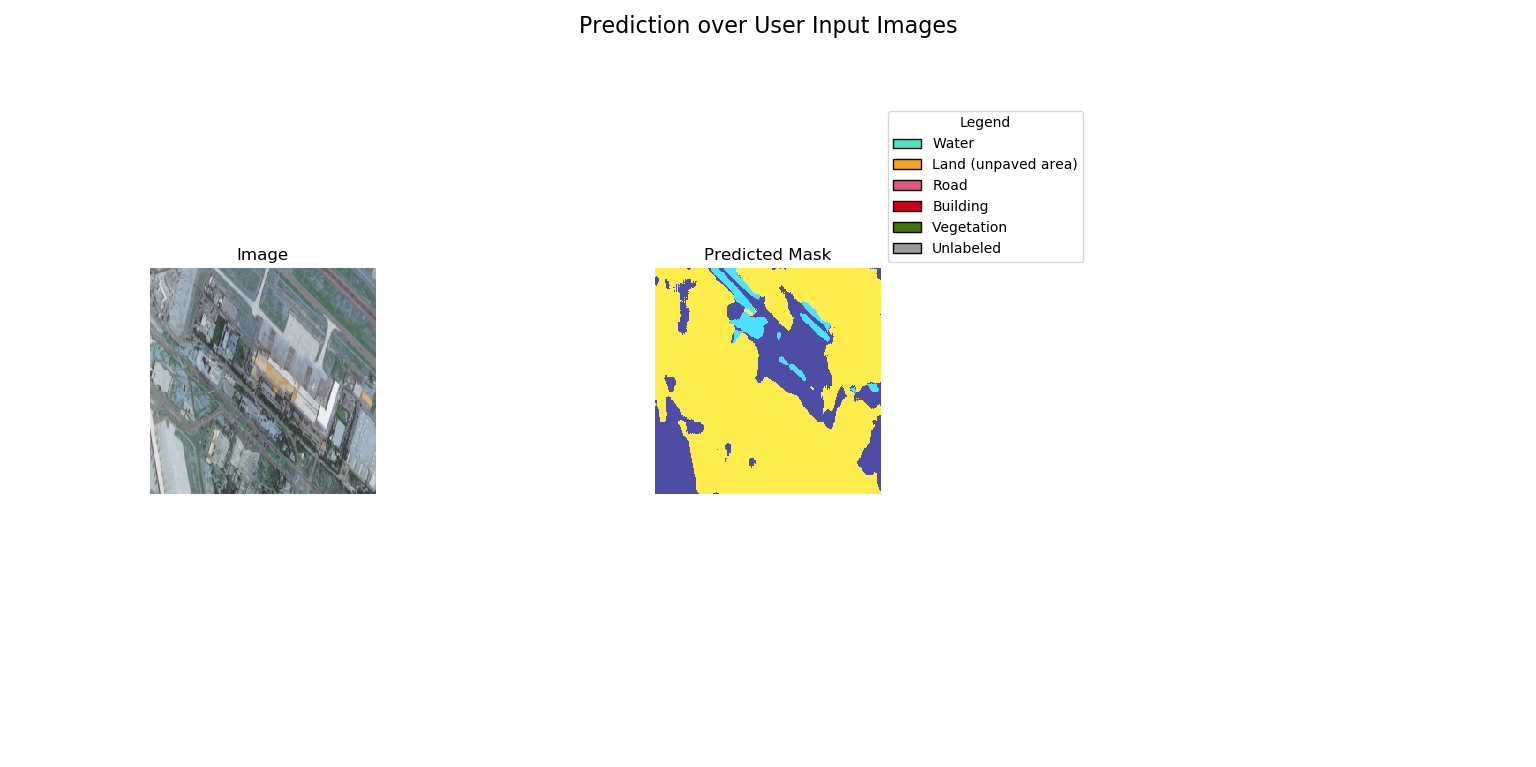 Prediction over User Input Images
Image
Predicted Mask
Legend
Water
Land (unpaved area)
Road
Building
Vegetation
Unlabeled